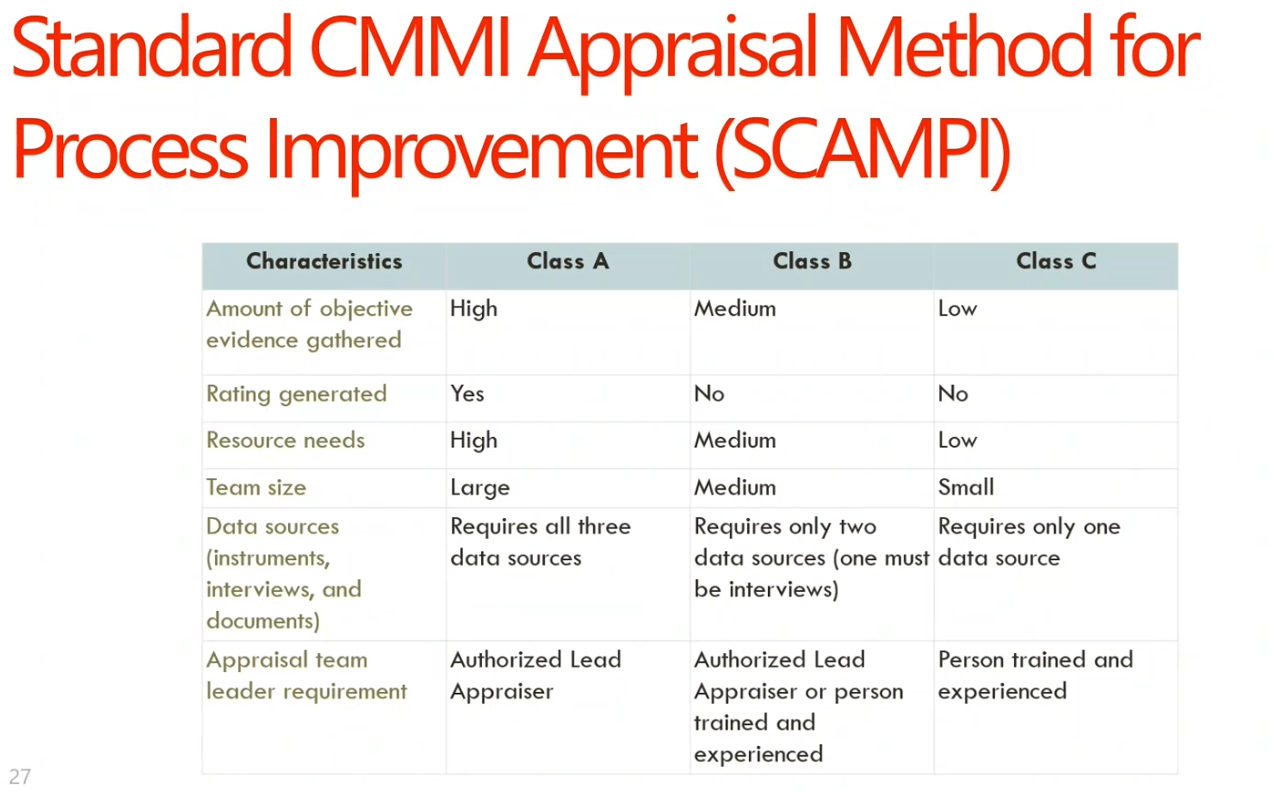 Standard CMMI Appraisal Method for
Process Improvement (SCAMPI)
Characteristics Class A Class B Class C
Amount of objective High Medium Low
evidence gathered
Rating generated Yes No No
Resource needs High Medium Low
Team size Large Medium Small
Data sources Requires all three Requires only two Requires only one
(instruments, data sources data sources (one must data source
interviews, and be interviews)
documents)
Appraisal team Authorized Lead Authorized Lead Person trained and
leader requirement Appraiser Appraiser or person experienced
trained and
experienced
27